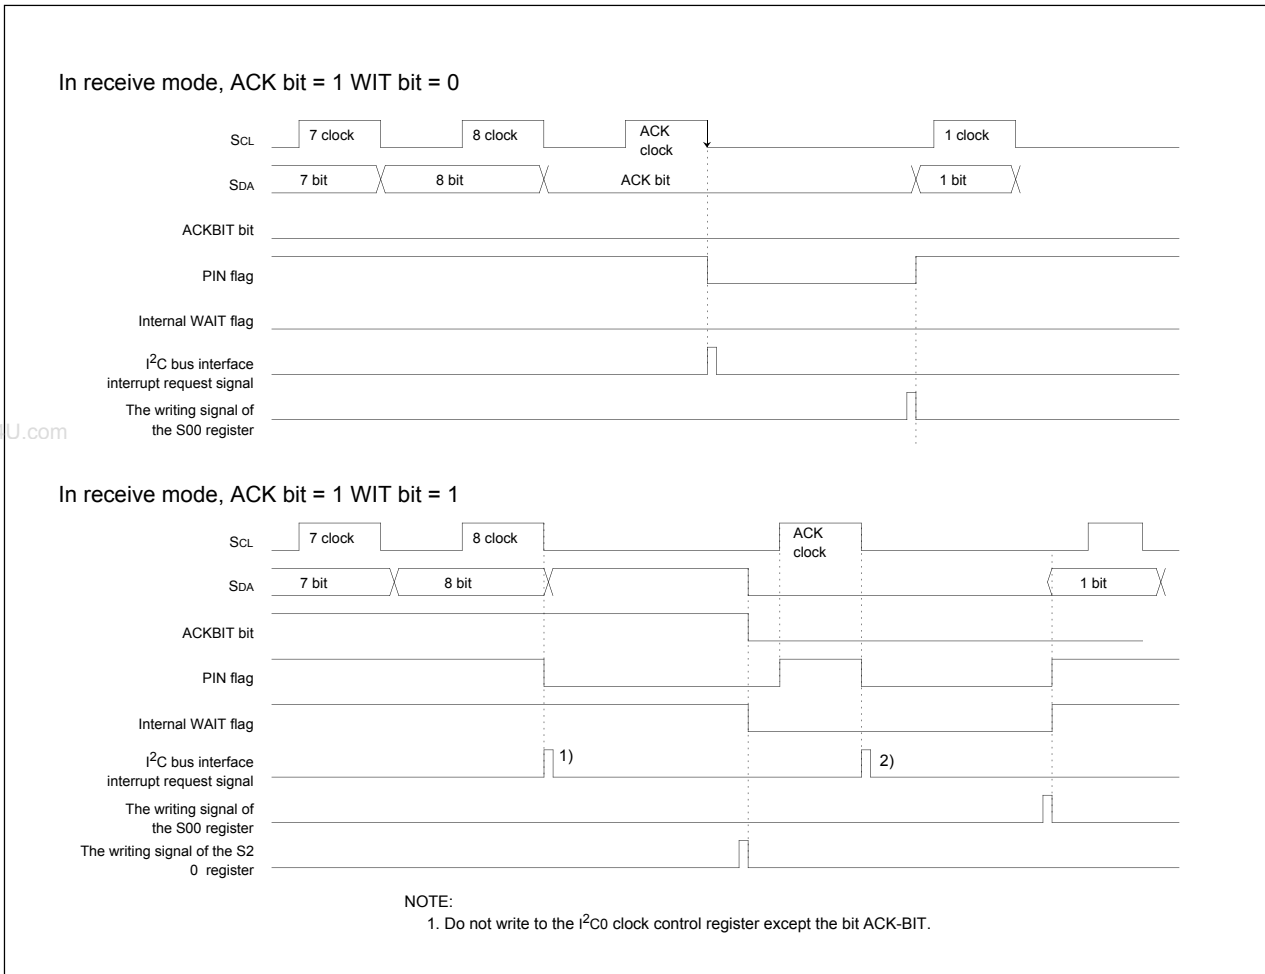 In receive mode, ACK bit = 1 WIT bit = 0
SCL 7 clock 8 clock ACK 1 clock
clock
SDA 7 bit 8 bit ACK bit 1 bit
ACKBIT bit
PIN flag
Internal WAIT flag
I2C bus interface
interrupt request signal
The writing signal of
the S00 register
U.com
In receive mode, ACK bit = 1 WIT bit = 1
SCL 7 clock 8 clock ACK
clock
SDA 7 bit 8 bit 1 bit
ACKBIT bit
PIN flag
Internal WAIT flag
I2C bus interface 1) 2)
interrupt request signal
The writing signal of
the S00 register
The writing signal of the S2
0 register
NOTE:
1. Do not write to the I2C0 clock control register except the bit ACK-BIT.